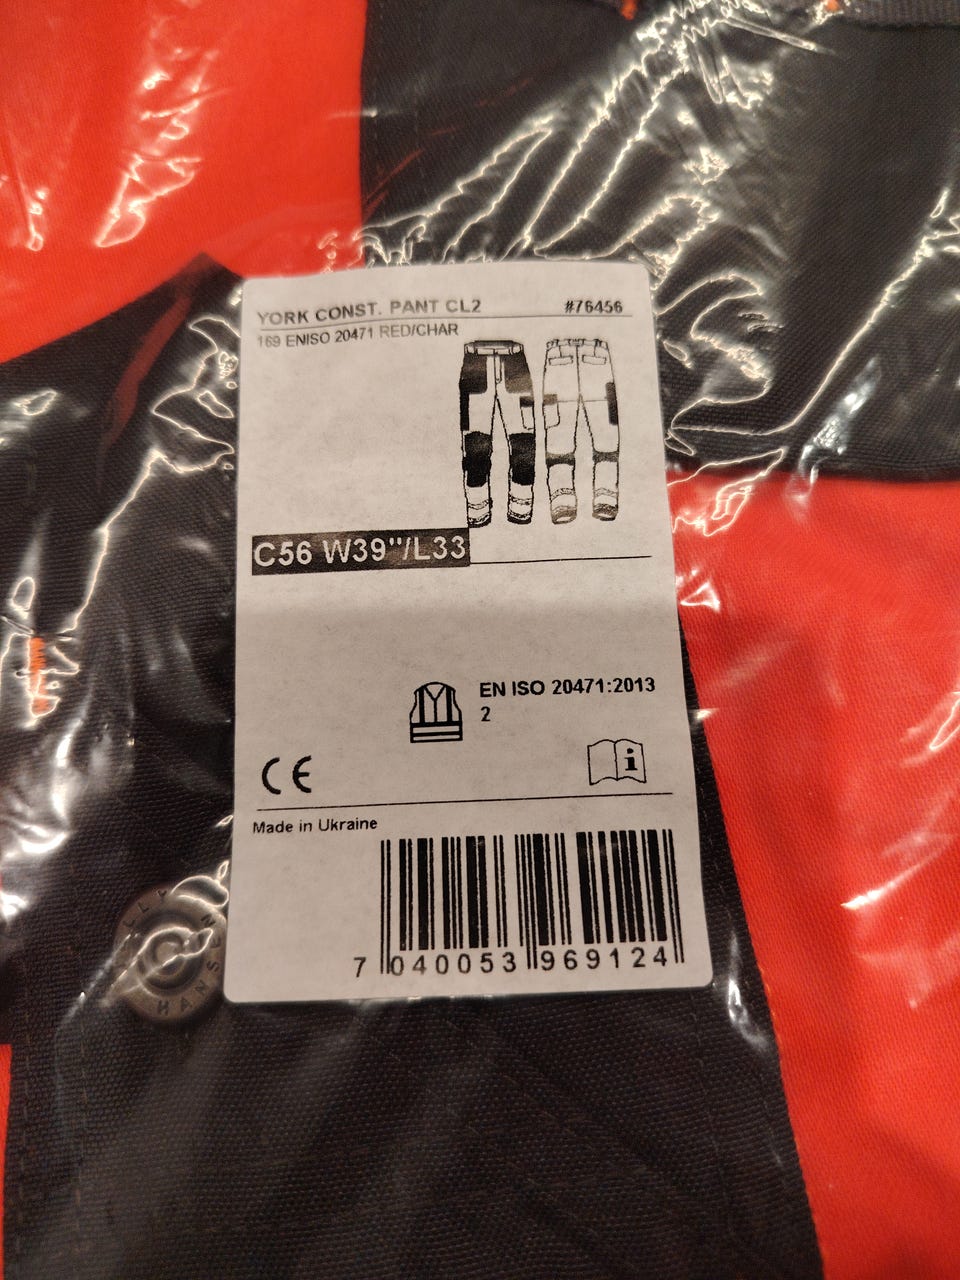 YORK CONST. PANT CL2 #76456
169 ENISO 20471 RED/CHAR
C56 W39"/L33
EN ISO 20471:2013
2
i
CE
Made in Ukraine
7 040053 969124
HELLY HANSEN